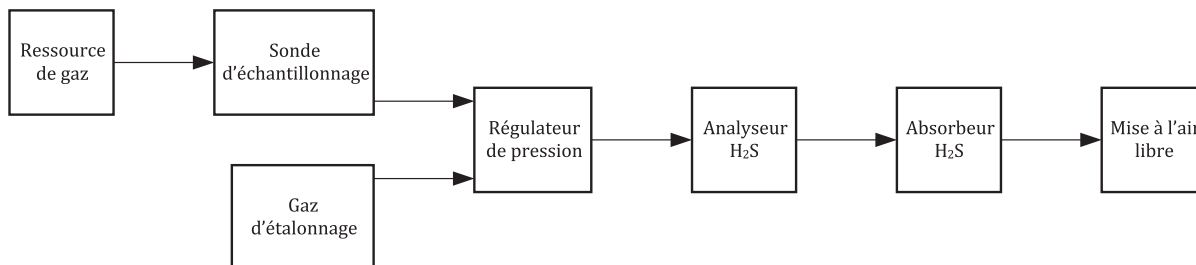 Ressource
de gaz
Sonde
d'échantillonnage
Gaz
d'étalonnage
Régulateur
de pression
Analyseur
H₂S
Absorbeur
H₂S
Mise à l'air
libre